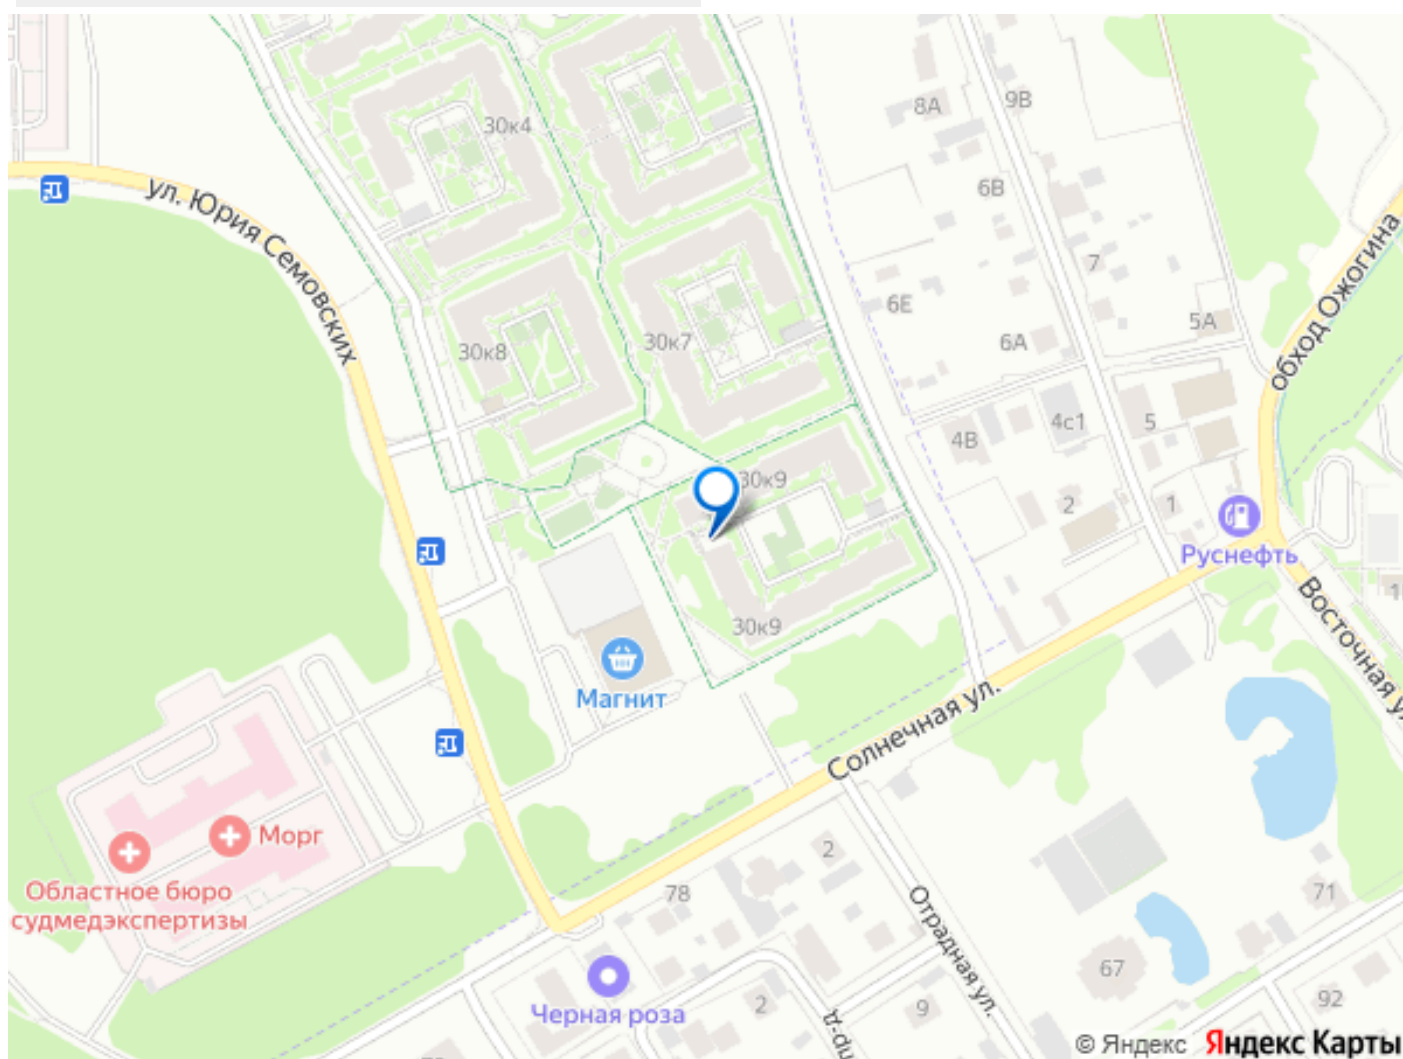 8А
9В
30к4
6В
ул. Юрия Семовских
7
обход Ожогина
6Е
5А
30к8
30к7
6А
4с1
5
4В
30к9
2
1
Руснефть
30к9
Восточная ул.
Магнит
Солнечная ул.
Морг
2
Областное бюро
судмедэкспертизы
78
71
Отрадная ул.
67
Черная роза
2
9
92
пр-д
© Яндекс Яндекс Карты